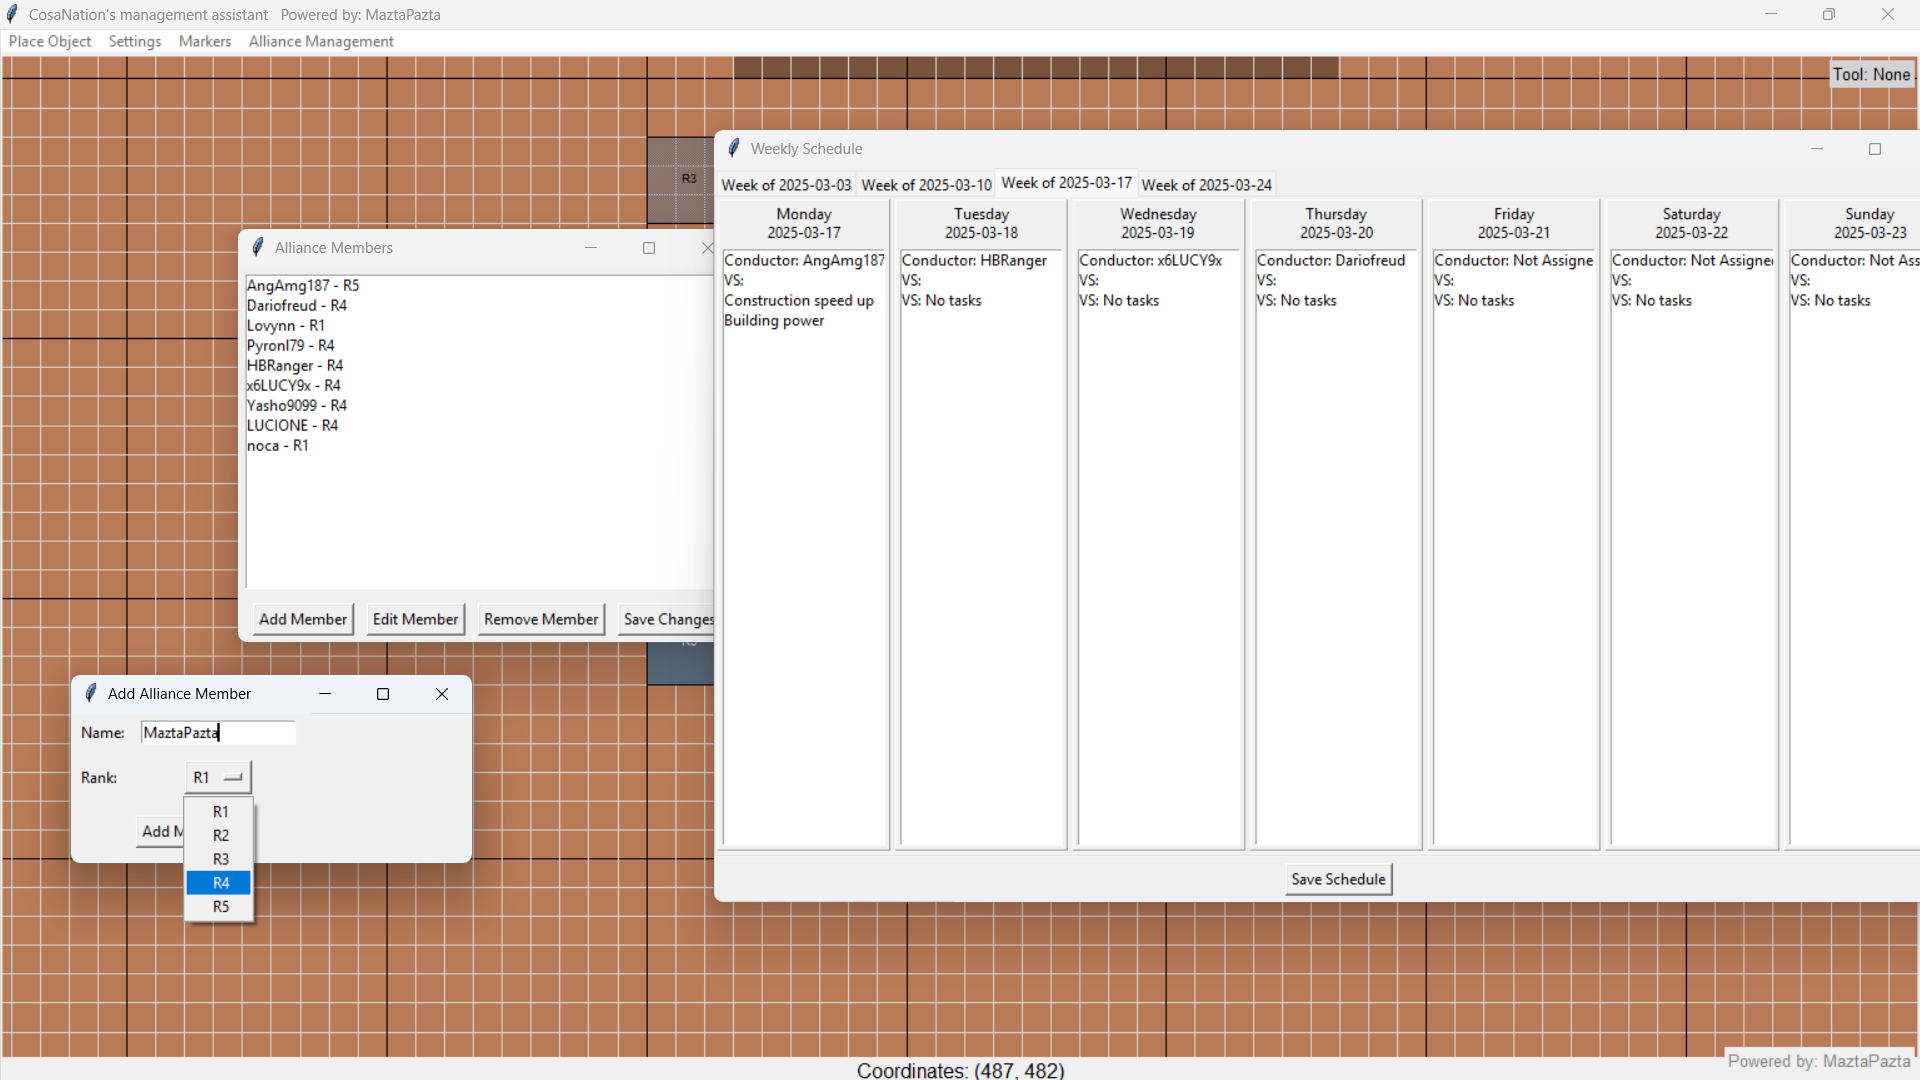 CosaNation's management assistant   Powered by: MaztaPazta
Place Object   Settings   Markers   Alliance Management
Tool: None
R3
Weekly Schedule
Week of 2025-03-03   Week of 2025-03-10   Week of 2025-03-17   Week of 2025-03-24
Monday
2025-03-17
Conductor: AngAmg187
VS:
Construction speed up
Building power
Tuesday
2025-03-18
Conductor: HBRanger
VS:
VS: No tasks
Wednesday
2025-03-19
Conductor: x6LUCY9x
VS:
VS: No tasks
Thursday
2025-03-20
Conductor: Dariofreud
VS:
VS: No tasks
Friday
2025-03-21
Conductor: Not Assigne
VS:
VS: No tasks
Saturday
2025-03-22
Conductor: Not Assigne
VS:
VS: No tasks
Sunday
2025-03-23
Conductor: Not Ass
VS:
VS: No tasks
Save Schedule
Alliance Members
AngAmg187 - R5
Dariofreud - R4
Lovynn - R1
PyronI79 - R4
HBRanger - R4
x6LUCY9x - R4
Yasho9099 - R4
LUCIONE - R4
noca - R1
Add Member   Edit Member   Remove Member   Save Changes
Add Alliance Member
Name: MaztaPazta
Rank: R1
Add M
R1
R2
R3
R4
R5
Coordinates: (487, 482)
Powered by: MaztaPazta